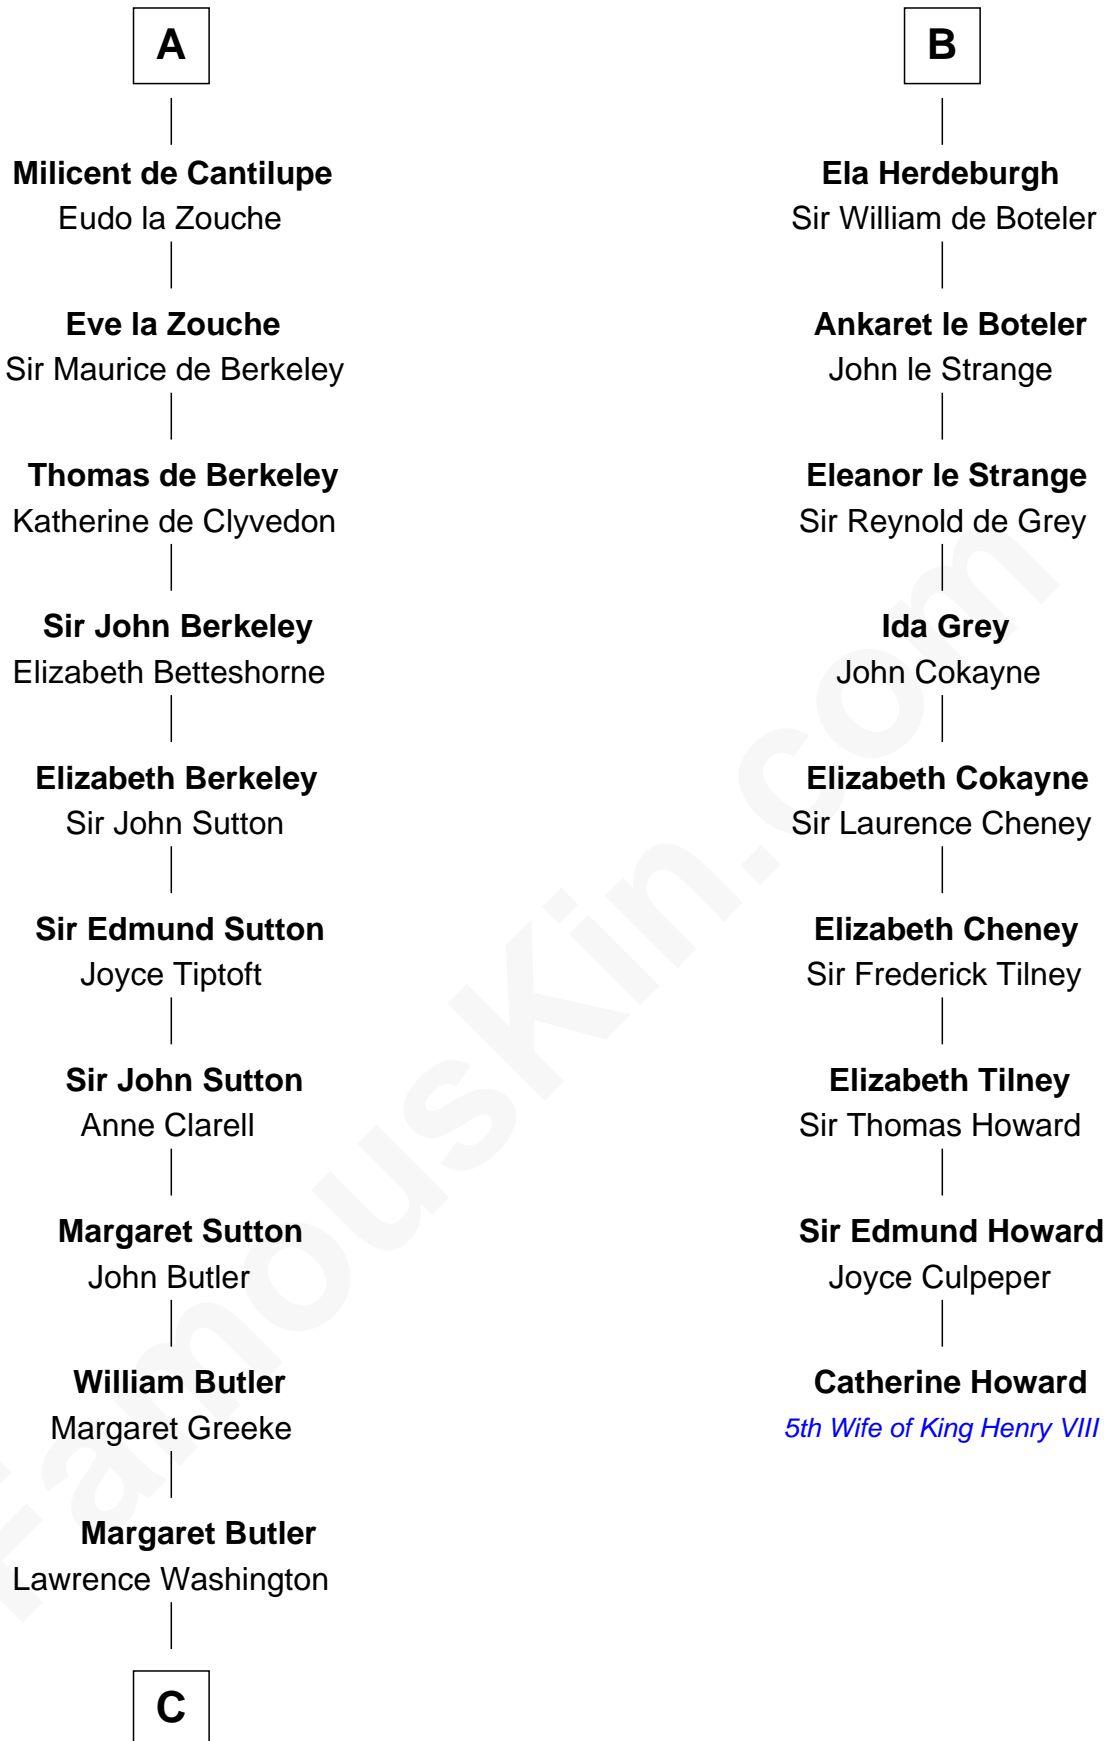 A
Milicent de Cantilupe
Eudo la Zouche
Eve la Zouche
Sir Maurice de Berkeley
Thomas de Berkeley
Katherine de Clyvedon
Sir John Berkeley
Elizabeth Betteshorne
Elizabeth Berkeley
Sir John Sutton
Sir Edmund Sutton
Joyce Tiptoft
Sir John Sutton
Anne Clarell
Margaret Sutton
John Butler
William Butler
Margaret Greeke
Margaret Butler
Lawrence Washington
C
B
Ela Herdeburgh
Sir William de Boteler
Ankaret le Boteler
John le Strange
Eleanor le Strange
Sir Reynold de Grey
Ida Grey
John Cokayne
Elizabeth Cokayne
Sir Laurence Cheney
Elizabeth Cheney
Sir Frederick Tilney
Elizabeth Tilney
Sir Thomas Howard
Sir Edmund Howard
Joyce Culpeper
Catherine Howard
5th Wife of King Henry VIII
FamousKin.com